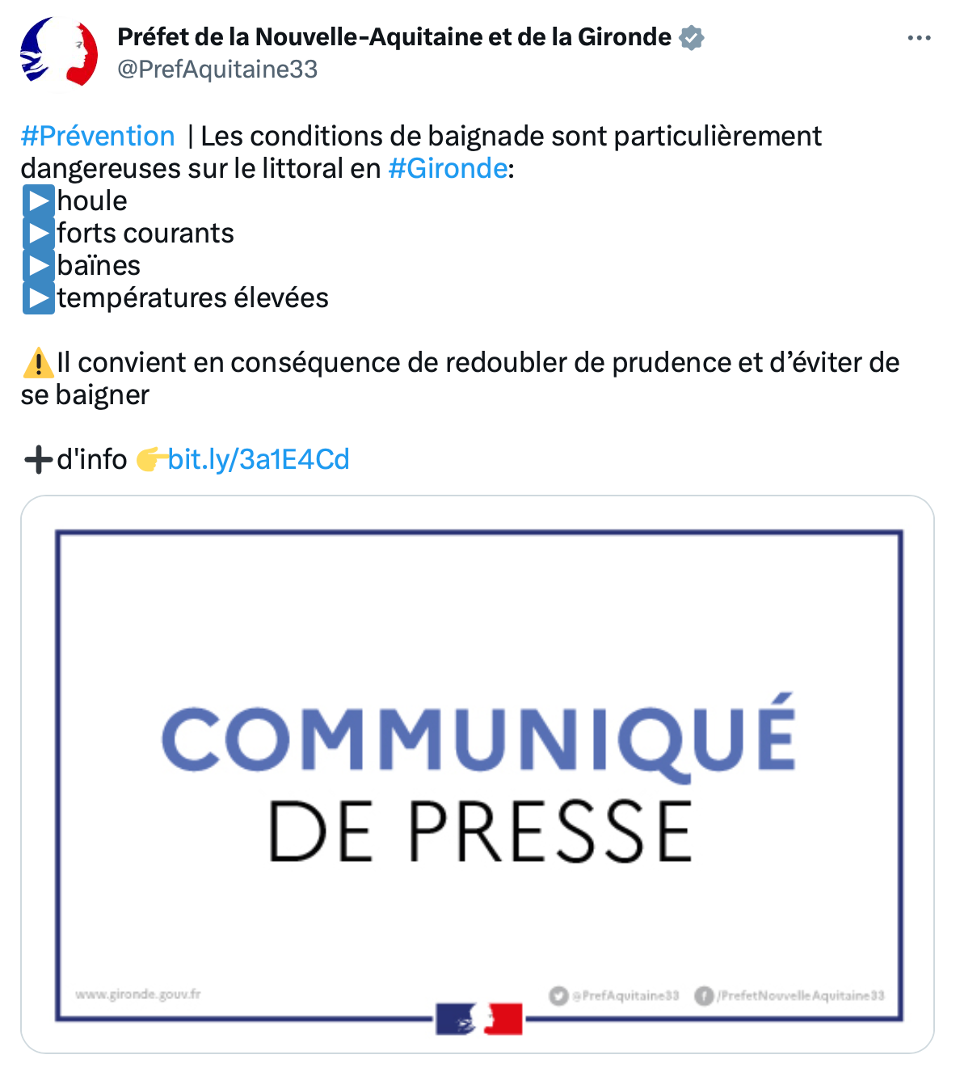 Préfet de la Nouvelle-Aquitaine et de la Gironde
@PrefAquitaine33
#Prévention | Les conditions de baignade sont particulièrement
dangereuses sur le littoral en #Gironde:
▶️houle
▶️forts courants
▶️baïnes
▶️températures élevées
⚠️Il convient en conséquence de redoubler de prudence et d’éviter de
se baigner
➕d'info 👉bit.ly/3a1E4Cd
COMMUNIQUÉ
DE PRESSE
www.gironde.gouv.fr
@PrefAquitaine33 /PrefetNouvelleAquitaine33